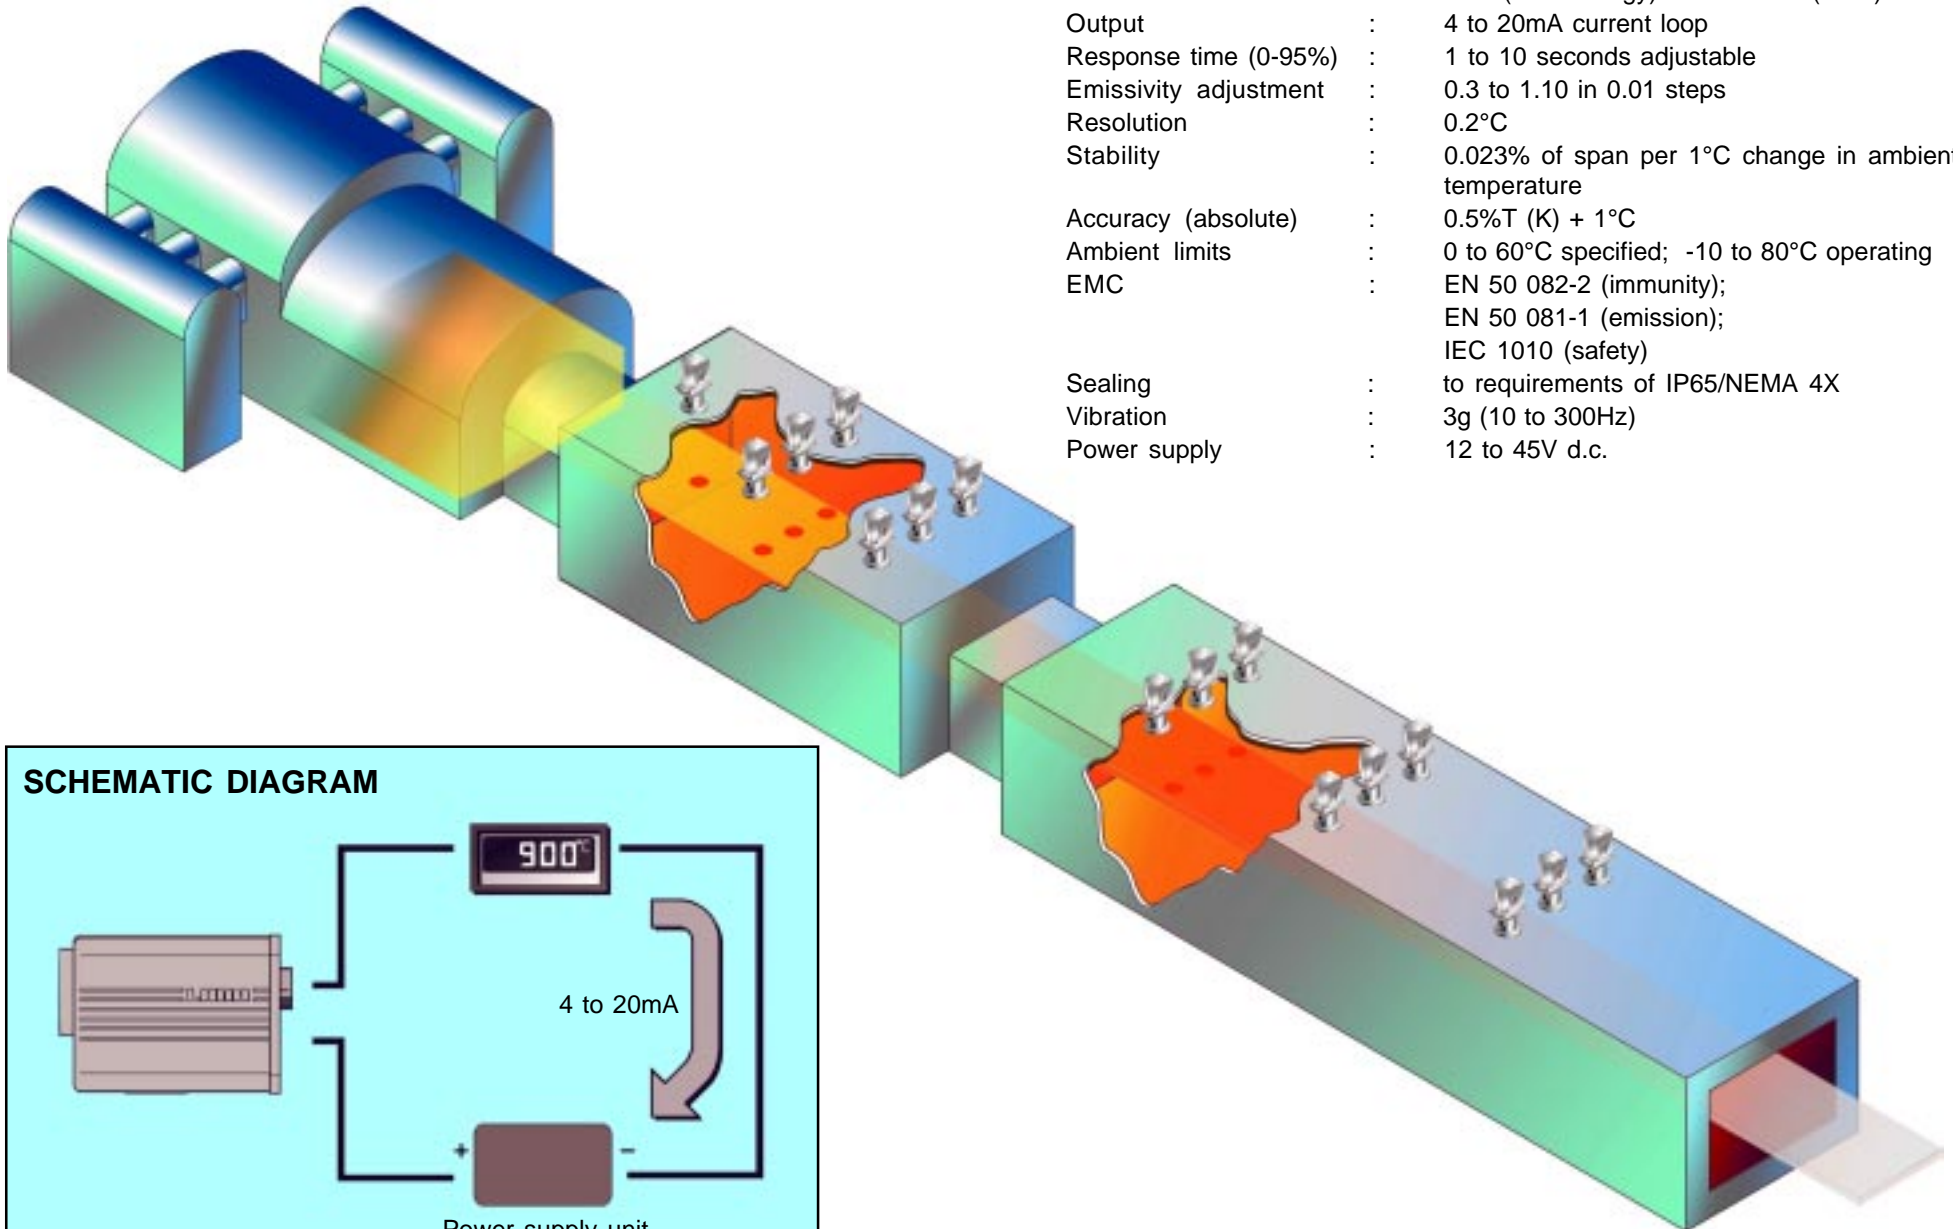 Output : 4 to 20mA current loop
Response time (0-95%) : 1 to 10 seconds adjustable
Emissivity adjustment : 0.3 to 1.10 in 0.01 steps
Resolution : 0.2°C
Stability : 0.023% of span per 1°C change in ambient
temperature
Accuracy (absolute) : 0.5%T (K) + 1°C
Ambient limits : 0 to 60°C specified; -10 to 80°C operating
EMC : EN 50 082-2 (immunity);
EN 50 081-1 (emission);
IEC 1010 (safety)
Sealing : to requirements of IP65/NEMA 4X
Vibration : 3g (10 to 300Hz)
Power supply : 12 to 45V d.c.
SCHEMATIC DIAGRAM
900°C
4 to 20mA
+ −
Power supply unit